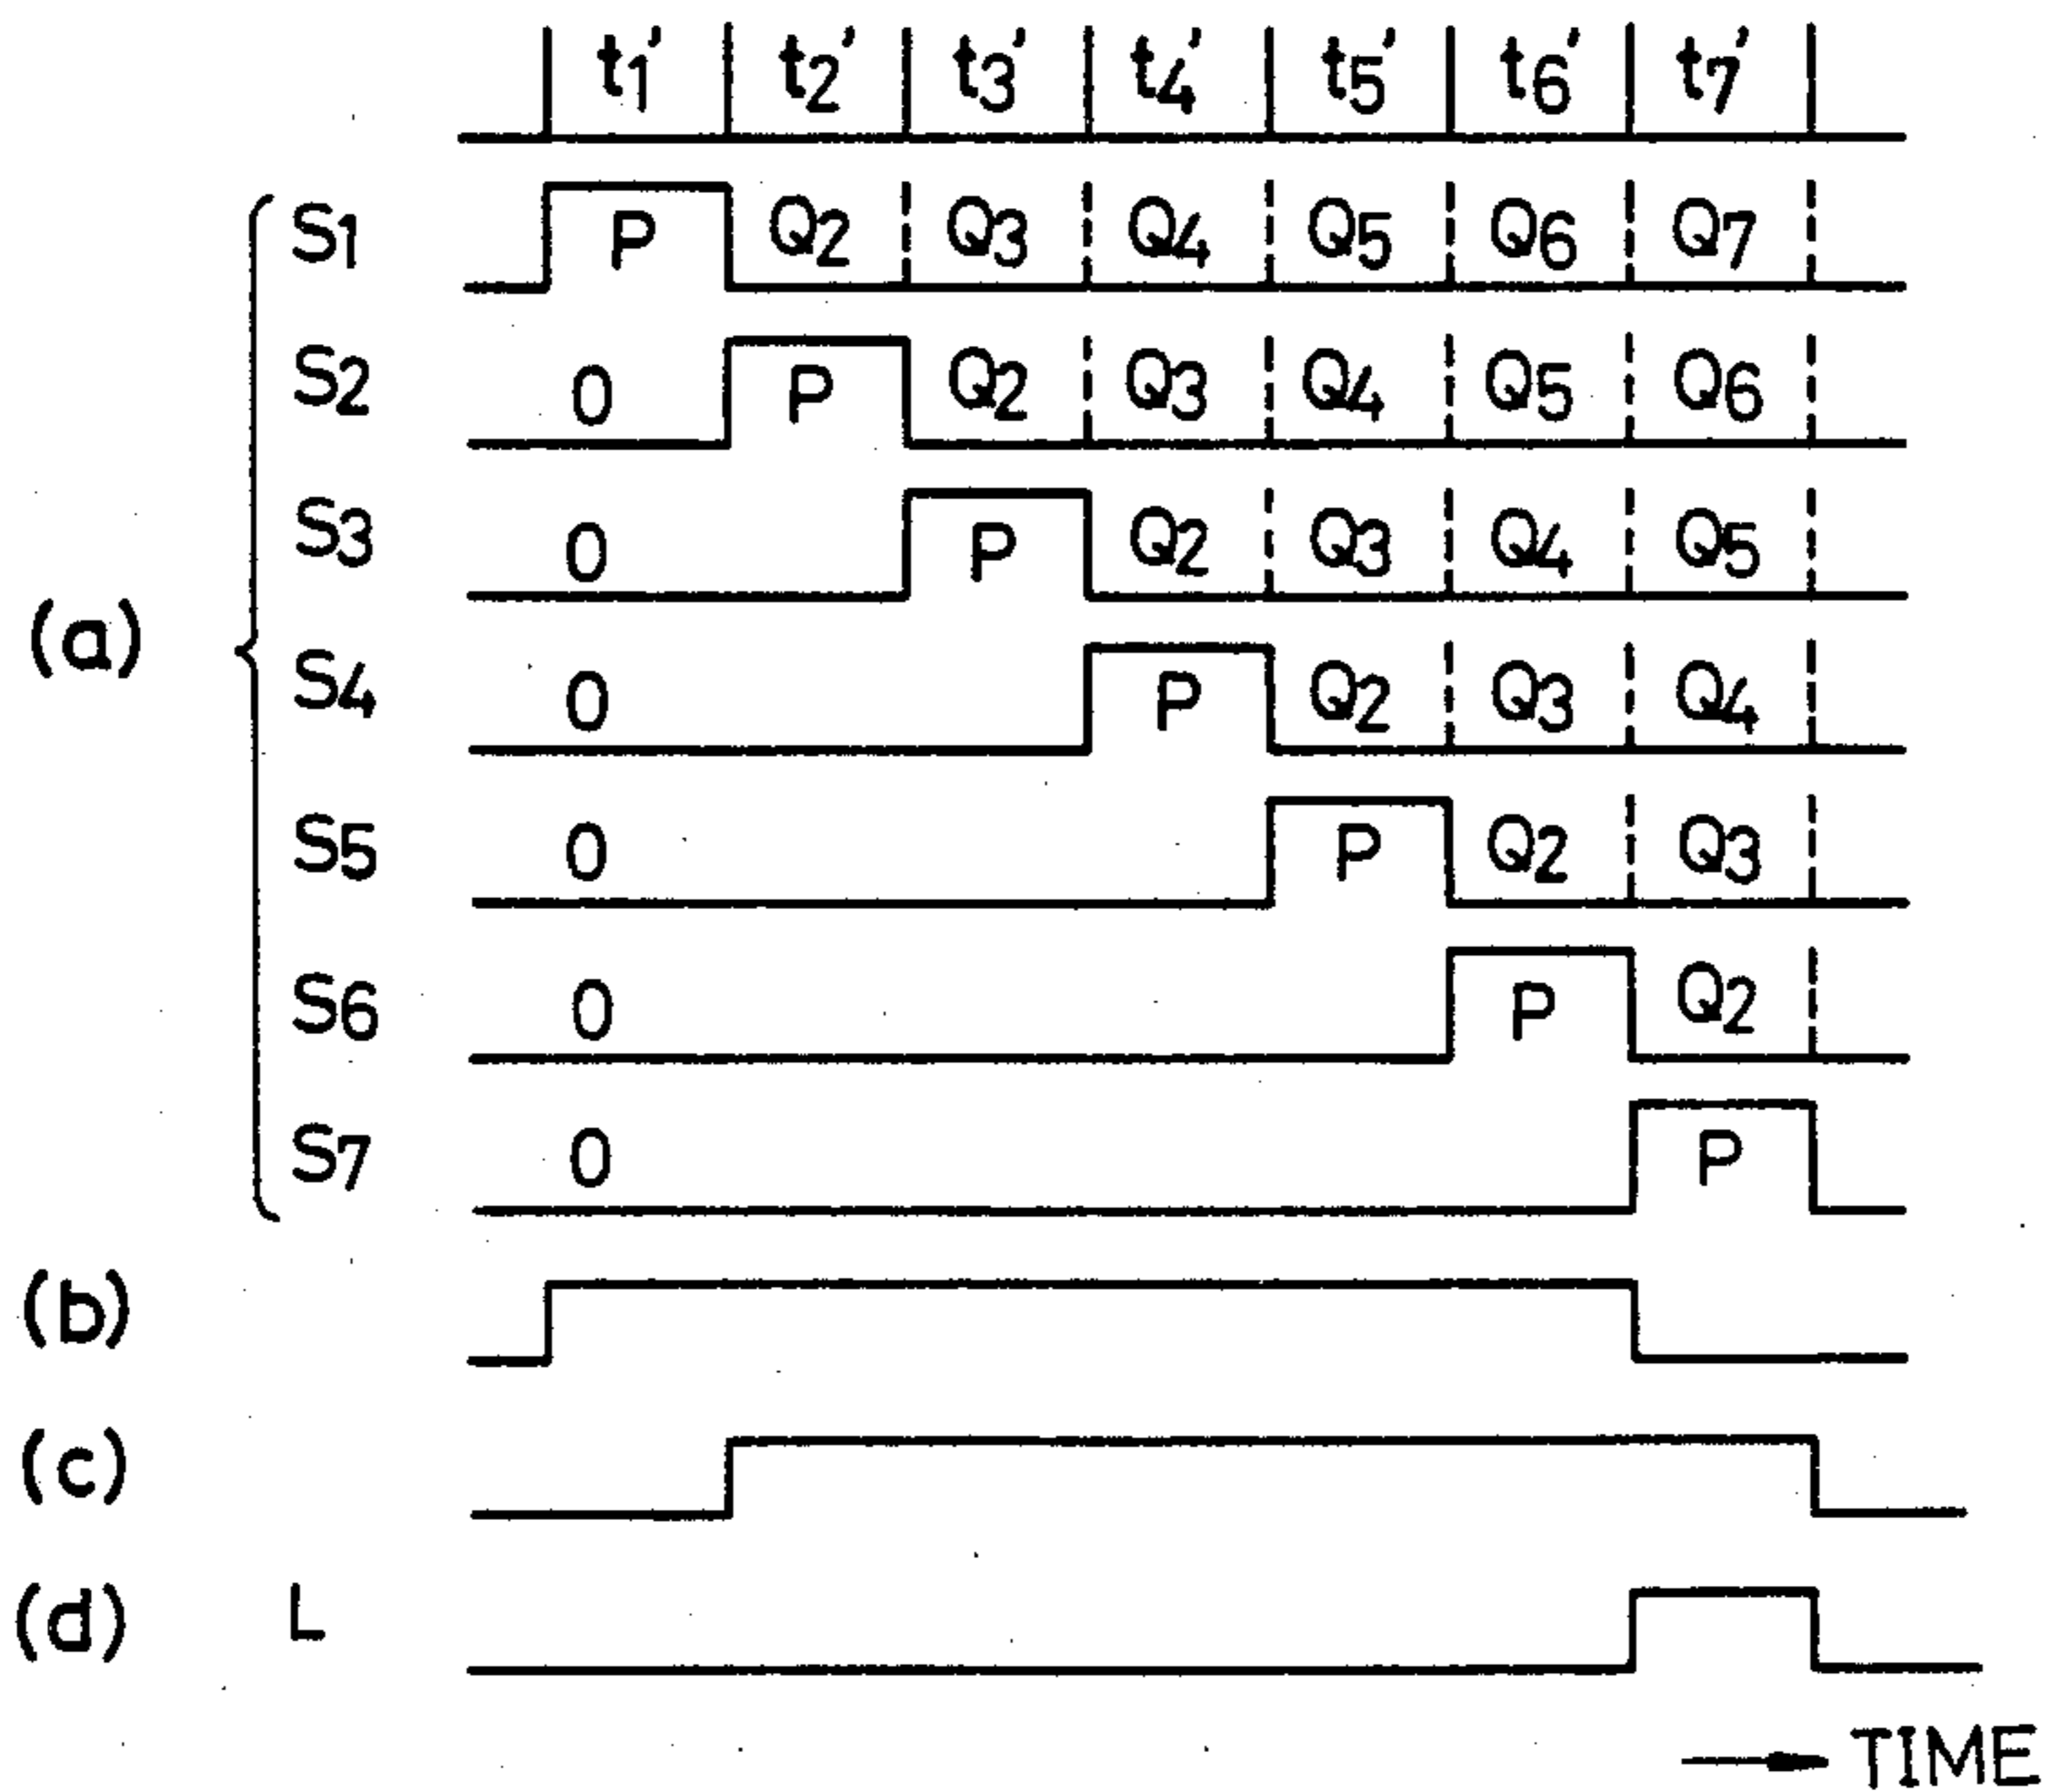 t1' t2' t3' t4' t5' t6' t7'
S1 P Q2 Q3 Q4 Q5 Q6 Q7
S2 0 P Q2 Q3 Q4 Q5 Q6
S3 0 P Q2 Q3 Q4 Q5
(a)
S4 0 P Q2 Q3 Q4
S5 0 P Q2 Q3
S6 0 P Q2
S7 0 P
(b)
(c)
(d) L
TIME